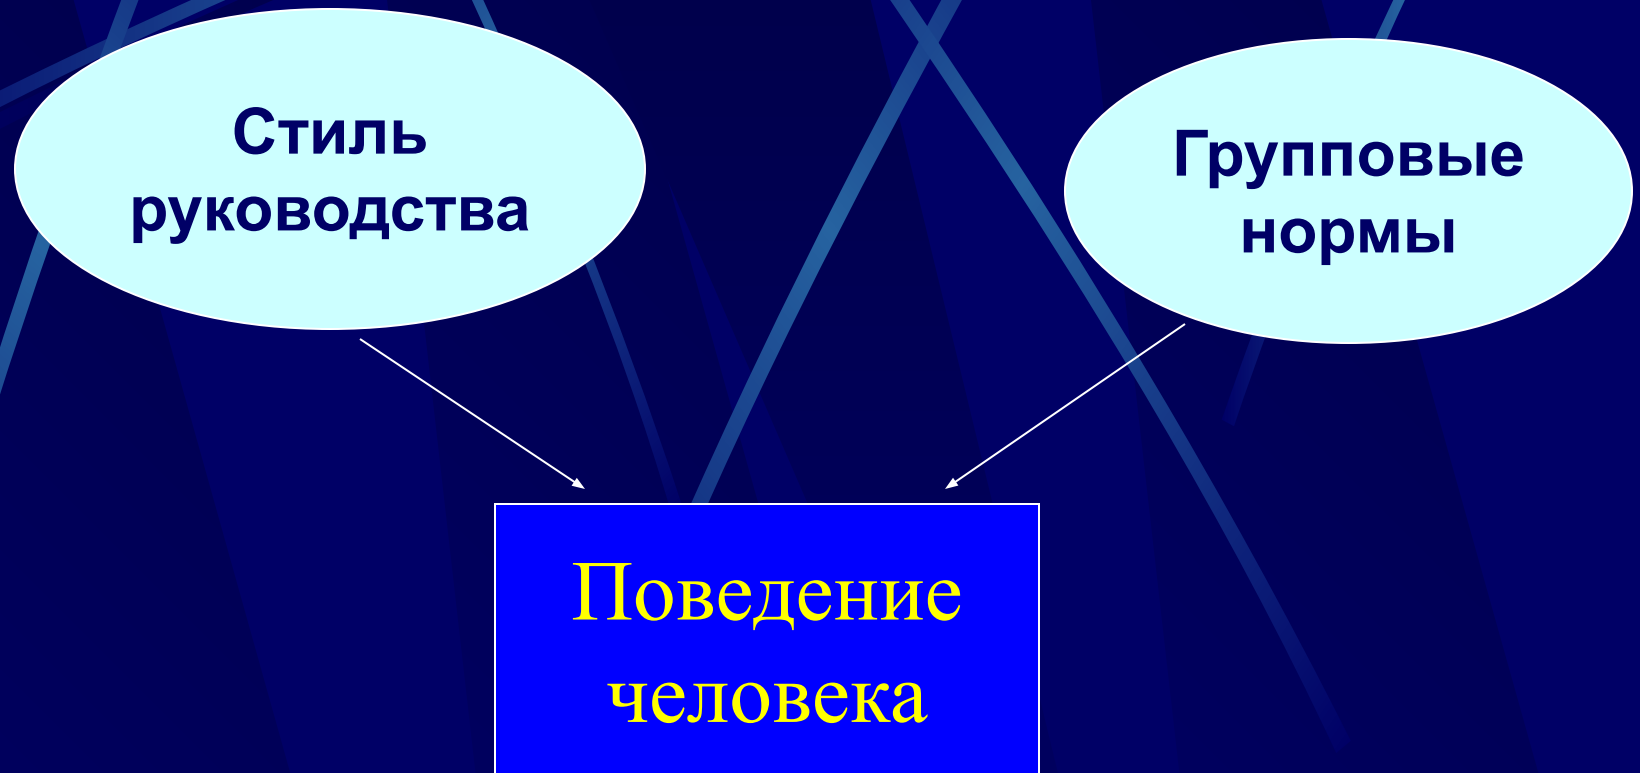 Стиль
руководства
Групповые
нормы
Поведение
человека